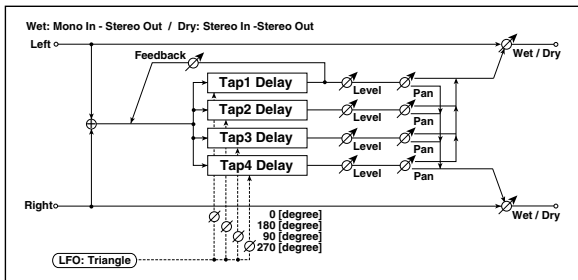 Wet: Mono In - Stereo Out / Dry: Stereo In -Stereo Out
Left
Feedback
Wet / Dry
Tap1 Delay
Level
Pan
Tap2 Delay
Level
Tap3 Delay
Level
Tap4 Delay
Level
Pan
Right
Wet / Dry
0 [degree]
180 [degree]
90 [degree]
270 [degree]
LFO: Triangle